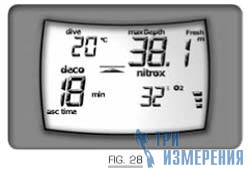 dive maxDepth Fresh
20 °C 38.1 m
deco nitrox
18 min 32% O2
asc time
ТРИ
ИЗМЕРЕНИЯ
FIG. 28